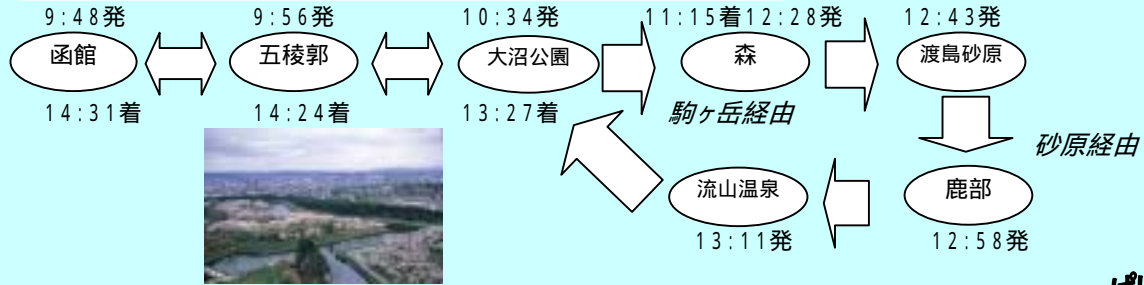 9:48発 9:56発 10:34発 11:15着12:28発 12:43発
函館 五稜郭 大沼公園 森 渡島砂原
14:31着 14:24着 13:27着 駒ヶ岳経由
砂原経由
流山温泉 鹿部
13:11発 12:58発